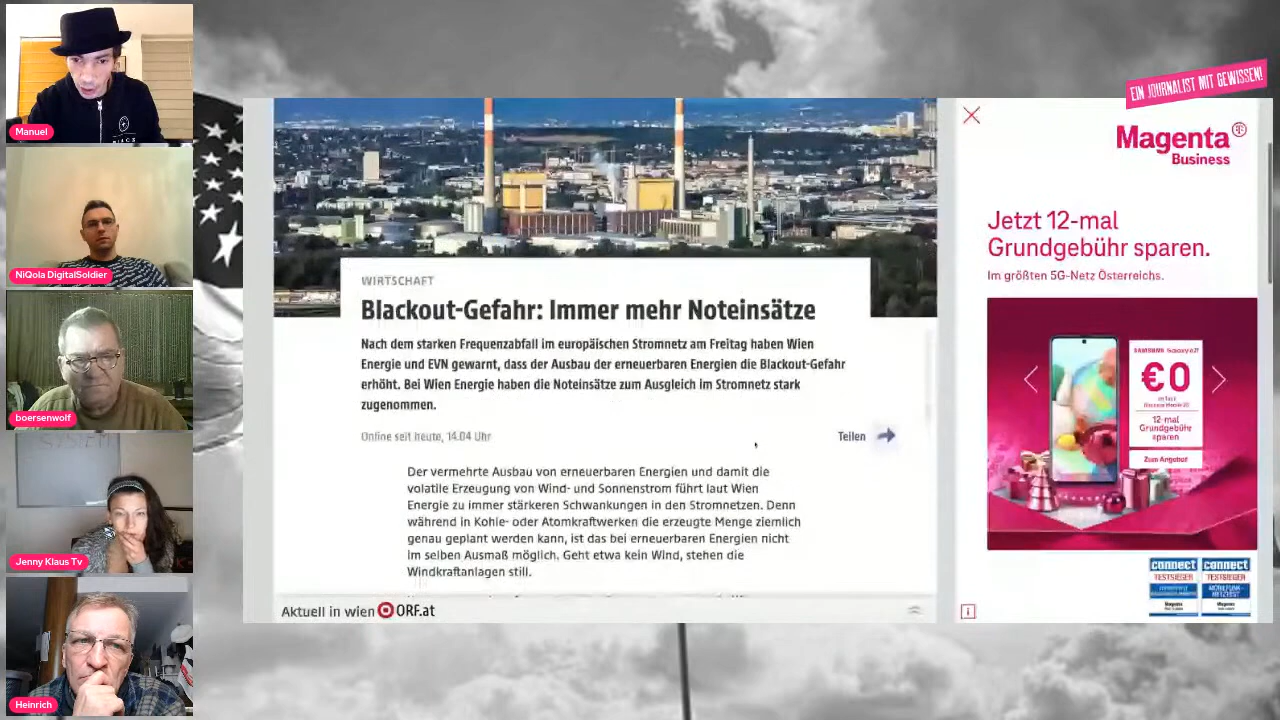 Manuel
NiQola DigitalSoldier
boersenwolf
SYSTEM
Jenny Klaus Tv
Heinrich
EIN JOURNALIST MIT GEWISSEN!
WIRTSCHAFT
Blackout-Gefahr: Immer mehr Noteinsätze
Nach dem starken Frequenzabfall im europäischen Stromnetz am Freitag haben Wien
Energie und EVN gewarnt, dass der Ausbau der erneuerbaren Energien die Blackout-Gefahr
erhöht. Bei Wien Energie haben die Noteinsätze zum Ausgleich im Stromnetz stark
zugenommen.
Online seit heute, 14.04 Uhr
Teilen
Der vermehrte Ausbau von erneuerbaren Energien und damit die
volatile Erzeugung von Wind- und Sonnenstrom führt laut Wien
Energie zu immer stärkeren Schwankungen in den Stromnetzen. Denn
während in Kohle- oder Atomkraftwerken die erzeugte Menge ziemlich
genau geplant werden kann, ist das bei erneuerbaren Energien nicht
im selben Ausmaß möglich. Geht etwa kein Wind, stehen die
Windkraftanlagen still.
Aktuell in wien ORF.at
Magenta
Business
Jetzt 12-mal
Grundgebühr sparen.
Im größten 5G-Netz Österreichs.
€0
12-mal
Grundgebühr
sparen
Zum Angebot
connect
TESTSIEGER
connect
TESTSIEGER